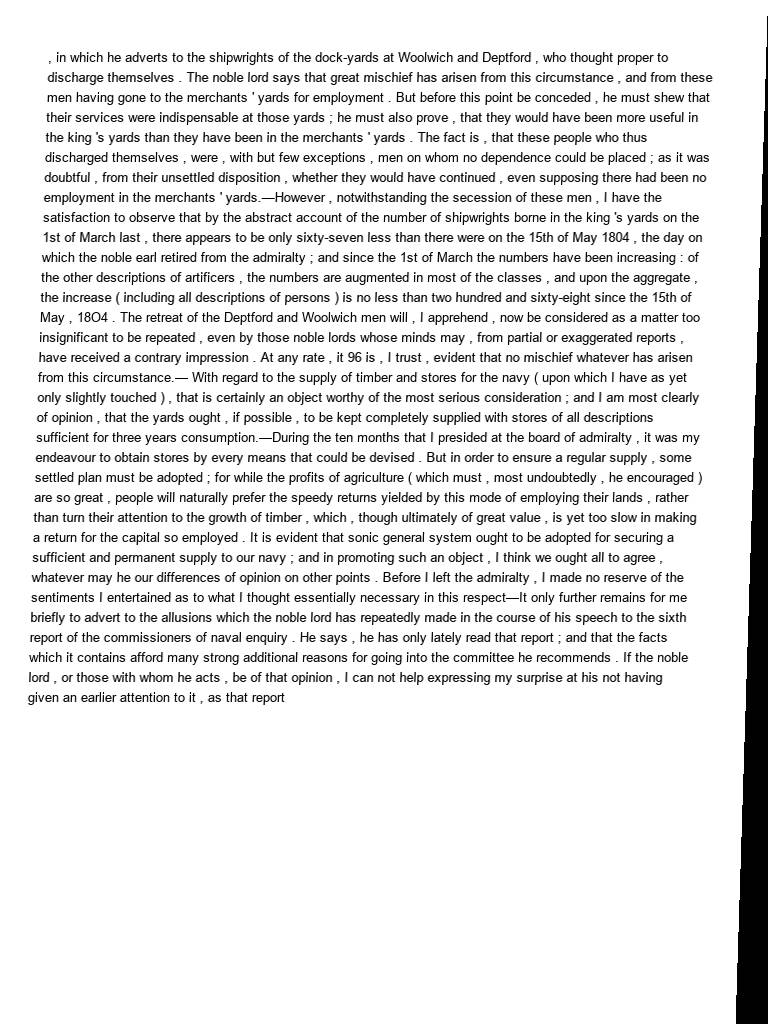 , in which he adverts to the shipwrights of the dock-yards at Woolwich and Deptford , who thought proper to
discharge themselves . The noble lord says that great mischief has arisen from this circumstance , and from these
men having gone to the merchants ' yards for employment . But before this point be conceded , he must shew that
their services were indispensable at those yards ; he must also prove , that they would have been more useful in
the king 's yards than they have been in the merchants ' yards . The fact is , that these people who thus
discharged themselves , were , with but few exceptions , men on whom no dependence could be placed ; as it was
doubtful , from their unsettled disposition , whether they would have continued , even supposing there had been no
employment in the merchants ' yards.—However , notwithstanding the secession of these men , I have the
satisfaction to observe that by the abstract account of the number of shipwrights borne in the king 's yards on the
1st of March last , there appears to be only sixty-seven less than there were on the 15th of May 1804 , the day on
which the noble earl retired from the admiralty ; and since the 1st of March the numbers have been increasing : of
the other descriptions of artificers , the numbers are augmented in most of the classes , and upon the aggregate ,
the increase ( including all descriptions of persons ) is no less than two hundred and sixty-eight since the 15th of
May , 18O4 . The retreat of the Deptford and Woolwich men will , I apprehend , now be considered as a matter too
insignificant to be repeated , even by those noble lords whose minds may , from partial or exaggerated reports ,
have received a contrary impression . At any rate , it 96 is , I trust , evident that no mischief whatever has arisen
from this circumstance.— With regard to the supply of timber and stores for the navy ( upon which I have as yet
only slightly touched ) , that is certainly an object worthy of the most serious consideration ; and I am most clearly
of opinion , that the yards ought , if possible , to be kept completely supplied with stores of all descriptions
sufficient for three years consumption.—During the ten months that I presided at the board of admiralty , it was my
endeavour to obtain stores by every means that could be devised . But in order to ensure a regular supply , some
settled plan must be adopted ; for while the profits of agriculture ( which must , most undoubtedly , he encouraged )
are so great , people will naturally prefer the speedy returns yielded by this mode of employing their lands , rather
than turn their attention to the growth of timber , which , though ultimately of great value , is yet too slow in making
a return for the capital so employed . It is evident that sonic general system ought to be adopted for securing a
sufficient and permanent supply to our navy ; and in promoting such an object , I think we ought all to agree ,
whatever may he our differences of opinion on other points . Before I left the admiralty , I made no reserve of the
sentiments I entertained as to what I thought essentially necessary in this respect—It only further remains for me
briefly to advert to the allusions which the noble lord has repeatedly made in the course of his speech to the sixth
report of the commissioners of naval enquiry . He says , he has only lately read that report ; and that the facts
which it contains afford many strong additional reasons for going into the committee he recommends . If the noble
lord , or those with whom he acts , be of that opinion , I can not help expressing my surprise at his not having
given an earlier attention to it , as that report